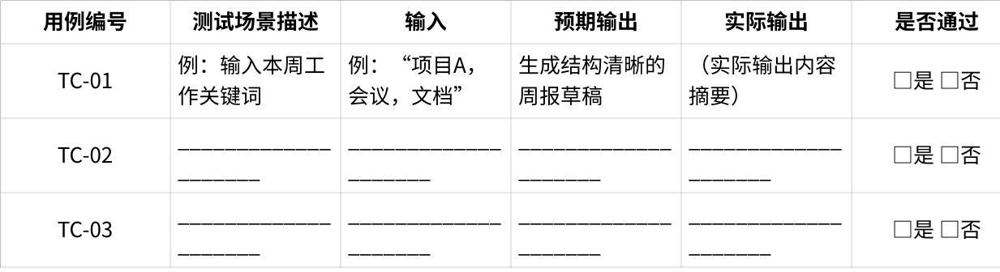 用例编号 测试场景描述 输入 预期输出 实际输出 是否通过
TC-01 例：输入本周工作关键词 例：“项目A，会议，文档” 生成结构清晰的周报草稿 （实际输出内容摘要） □是 □否
TC-02 ____________________ ____________________ ____________________ ____________________ □是 □否
TC-03 ____________________ ____________________ ____________________ ____________________ □是 □否